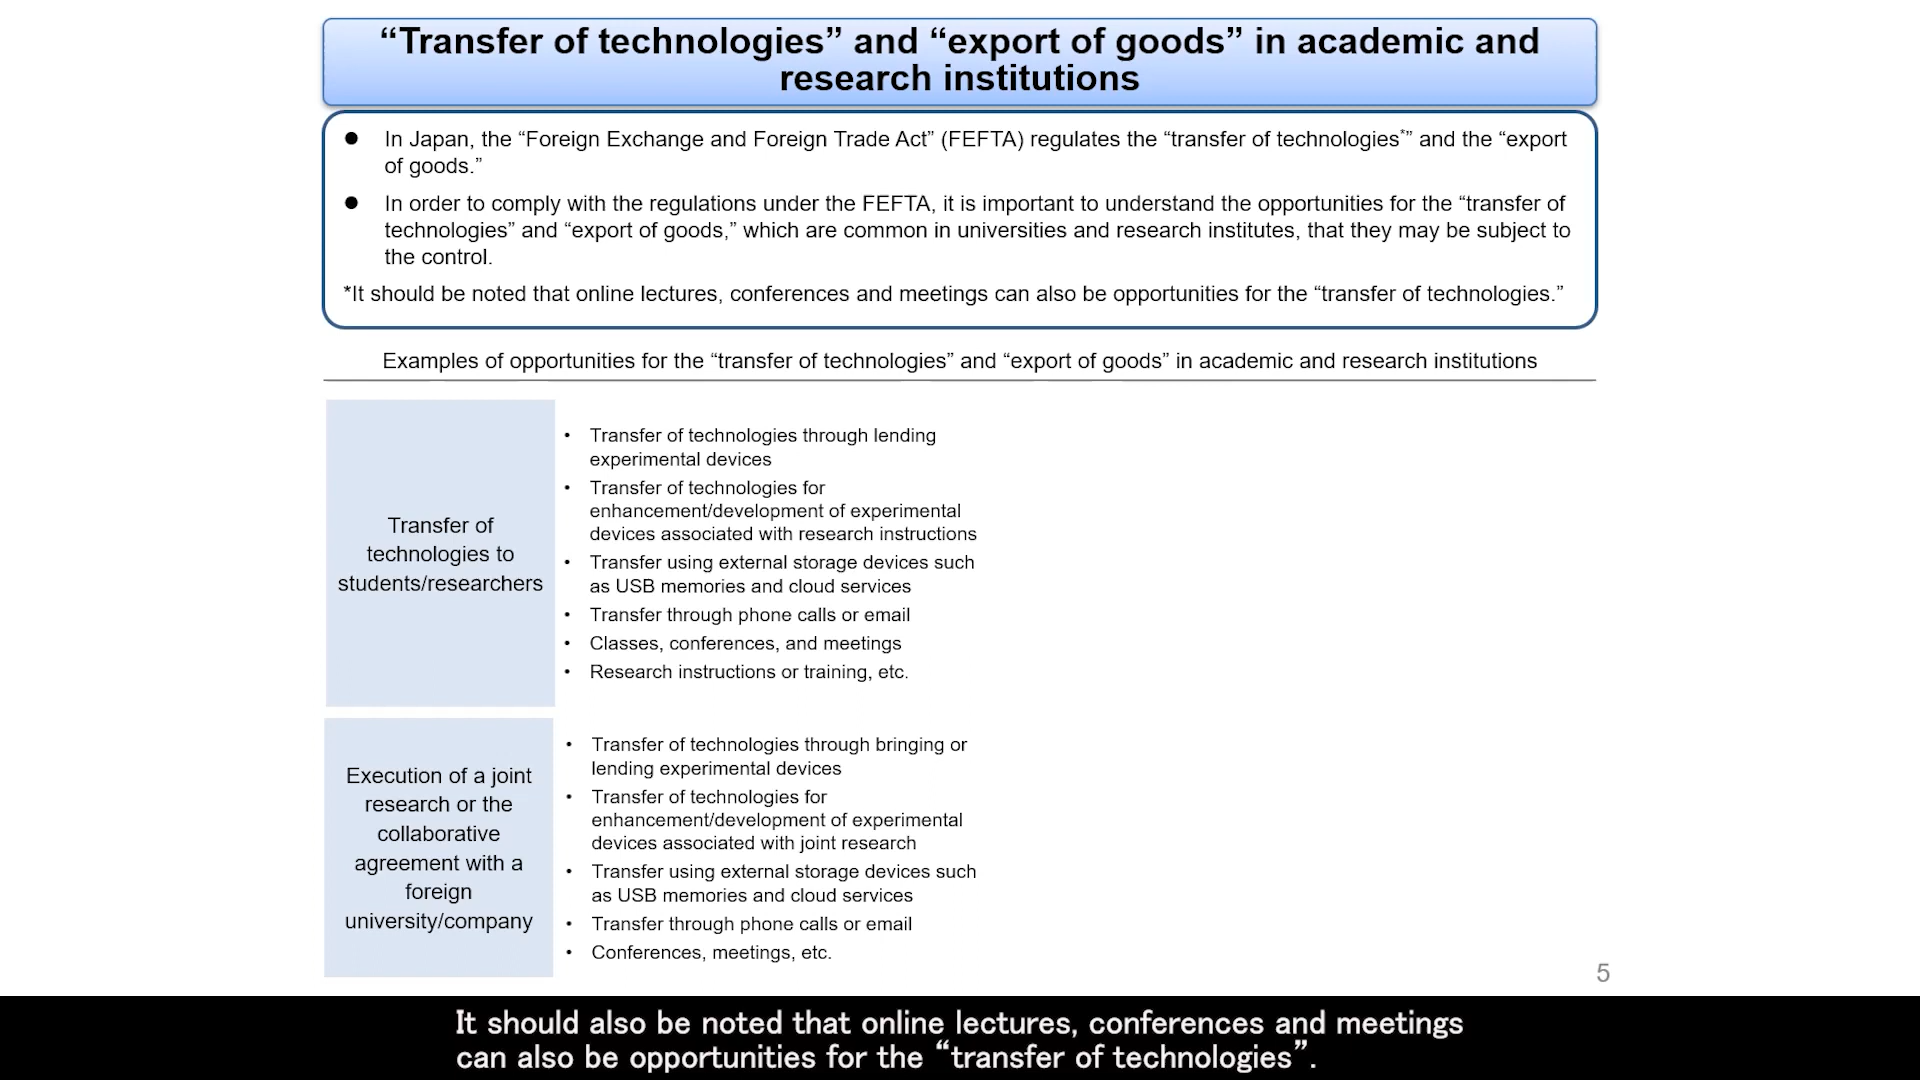 “Transfer of technologies” and “export of goods” in academic and
research institutions
● In Japan, the “Foreign Exchange and Foreign Trade Act” (FEFTA) regulates the “transfer of technologies*” and the “export
of goods.”
● In order to comply with the regulations under the FEFTA, it is important to understand the opportunities for the “transfer of
technologies” and “export of goods,” which are common in universities and research institutes, that they may be subject to
the control.
*It should be noted that online lectures, conferences and meetings can also be opportunities for the “transfer of technologies.”
Examples of opportunities for the “transfer of technologies” and “export of goods” in academic and research institutions
Transfer of
technologies to
students/researchers
• Transfer of technologies through lending
experimental devices
• Transfer of technologies for
enhancement/development of experimental
devices associated with research instructions
• Transfer using external storage devices such
as USB memories and cloud services
• Transfer through phone calls or email
• Classes, conferences, and meetings
• Research instructions or training, etc.
Execution of a joint
research or the
collaborative
agreement with a
foreign
university/company
• Transfer of technologies through bringing or
lending experimental devices
• Transfer of technologies for
enhancement/development of experimental
devices associated with joint research
• Transfer using external storage devices such
as USB memories and cloud services
• Transfer through phone calls or email
• Conferences, meetings, etc.
5
It should also be noted that online lectures, conferences and meetings
can also be opportunities for the “transfer of technologies”.